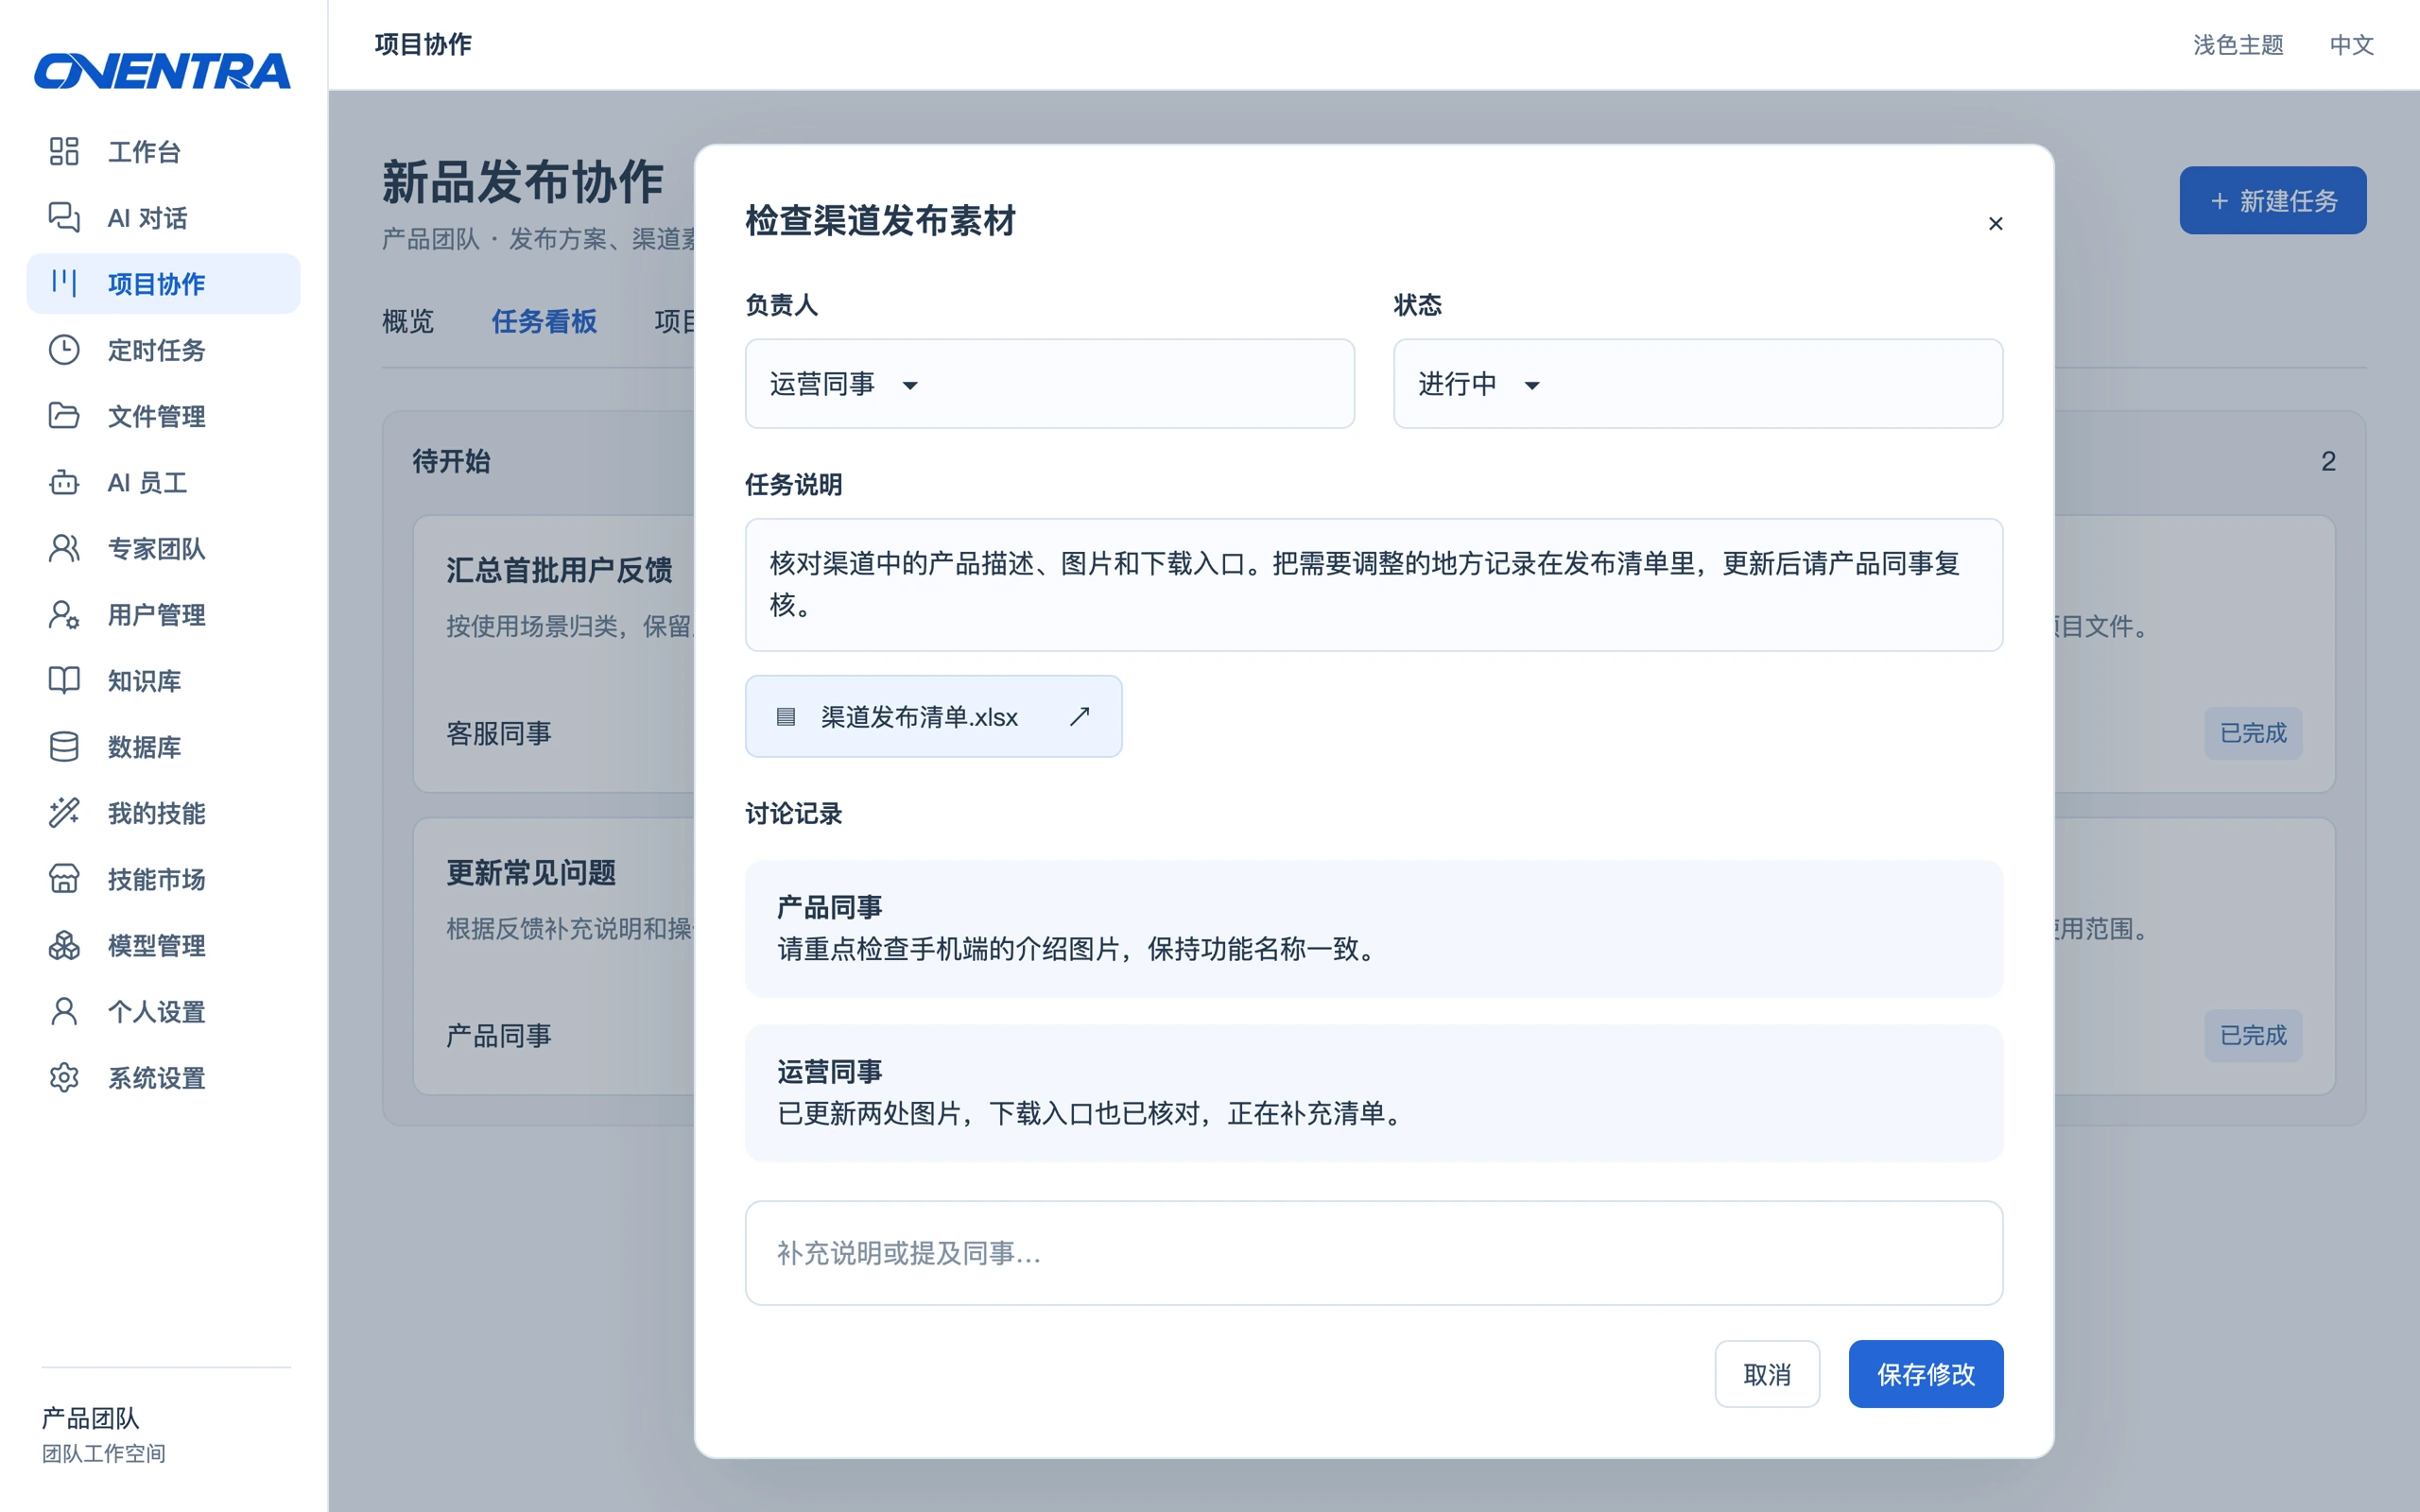 ONENTRA
工作台
AI 对话
项目协作
定时任务
文件管理
AI 员工
专家团队
用户管理
知识库
数据库
我的技能
技能市场
模型管理
个人设置
系统设置
产品团队
团队工作空间
项目协作
浅色主题
中文
新品发布协作
产品团队 · 发布方案、渠道
+ 新建任务
概览
任务看板
项目
待开始
2
汇总首批用户反馈
按使用场景归类，保留
客服同事
更新常见问题
根据反馈补充说明和操
产品同事
项目文件。
已完成
使用范围。
已完成
检查渠道发布素材
×
负责人
状态
运营同事
进行中
任务说明
核对渠道中的产品描述、图片和下载入口。把需要调整的地方记录在发布清单里，更新后请产品同事复
核。
渠道发布清单.xlsx
讨论记录
产品同事
请重点检查手机端的介绍图片，保持功能名称一致。
运营同事
已更新两处图片，下载入口也已核对，正在补充清单。
补充说明或提及同事…
取消
保存修改